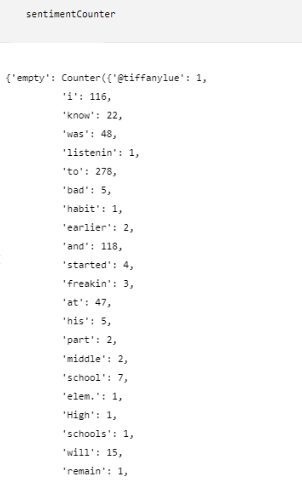 sentimentCounter
{'empty': Counter({'@tiffanylue': 1,
'i': 116,
'know': 22,
'was': 48,
'listenin': 1,
'to': 278,
'bad': 5,
'habit': 1,
'earlier': 2,
'and': 118,
'started': 4,
'freakin': 3,
'at': 47,
'his': 5,
'part': 2,
'middle': 2,
'school': 7,
'elem.': 1,
'High': 1,
'schools': 1,
'will': 15,
'remain': 1,